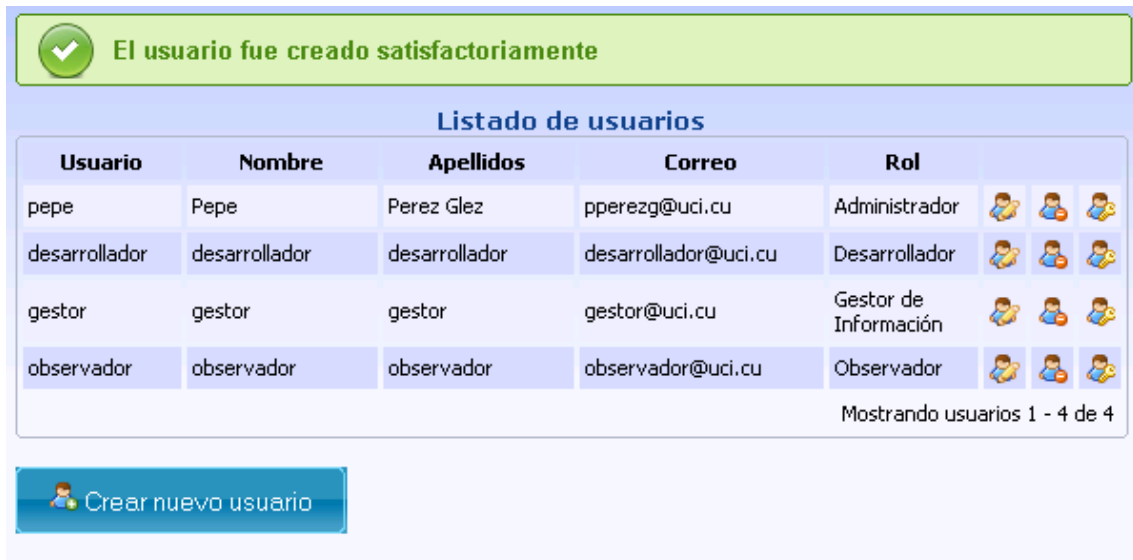 El usuario fue creado satisfactoriamente
Listado de usuarios
Usuario Nombre Apellidos Correo Rol
pepe Pepe Perez Glez pperezg@uci.cu Administrador
desarrollador desarrollador desarrollador desarrollador@uci.cu Desarrollador
gestor gestor gestor gestor@uci.cu Gestor de
Información
observador observador observador observador@uci.cu Observador
Mostrando usuarios 1 - 4 de 4
Crear nuevo usuario